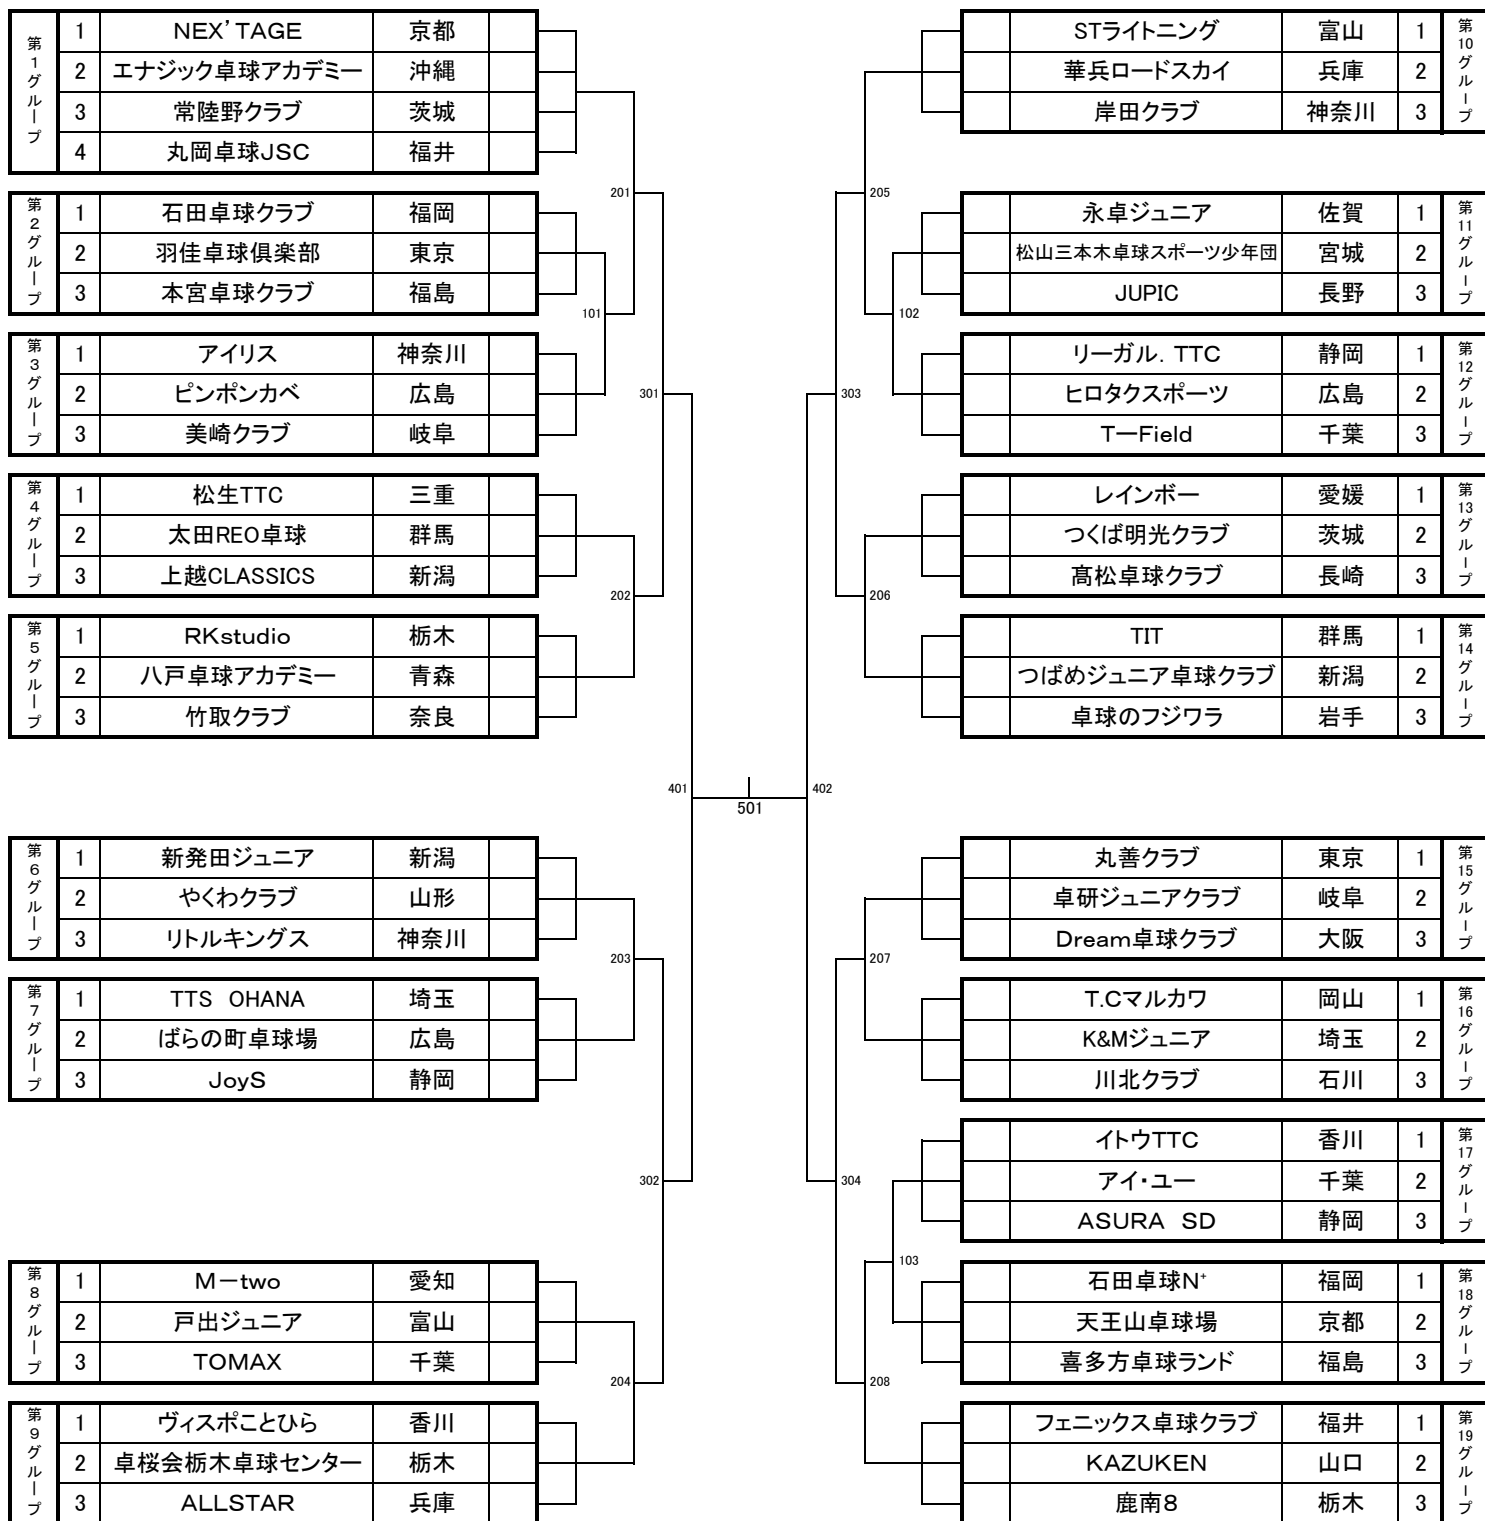 第1グループ
1 NEX'TAGE 京都
2 エナジック卓球アカデミー 沖縄
3 常陸野クラブ 茨城
4 丸岡卓球JSC 福井
第2グループ
1 石田卓球クラブ 福岡
2 羽佳卓球倶楽部 東京
3 本宮卓球クラブ 福島
第3グループ
1 アイリス 神奈川
2 ピンポンカベ 広島
3 美崎クラブ 岐阜
第4グループ
1 松生TTC 三重
2 太田REO卓球 群馬
3 上越CLASSICS 新潟
第5グループ
1 RKstudio 栃木
2 八戸卓球アカデミー 青森
3 竹取クラブ 奈良
第6グループ
1 新発田ジュニア 新潟
2 やくわクラブ 山形
3 リトルキングス 神奈川
第7グループ
1 TTS OHANA 埼玉
2 ばらの町卓球場 広島
3 JoyS 静岡
第8グループ
1 M－two 愛知
2 戸出ジュニア 富山
3 TOMAX 千葉
第9グループ
1 ヴィスポことひら 香川
2 卓桜会栃木卓球センター 栃木
3 ALLSTAR 兵庫
201
101
301
202
401
203
302
204
501
205
102
303
206
402
207
304
103
208
STライトニング 富山 1
華兵ロードスカイ 兵庫 2
岸田クラブ 神奈川 3
第10グループ
永卓ジュニア 佐賀 1
松山三本木卓球スポーツ少年団 宮城 2
JUPIC 長野 3
第11グループ
リーガル．TTC 静岡 1
ヒロタクスポーツ 広島 2
T－Field 千葉 3
第12グループ
レインボー 愛媛 1
つくば明光クラブ 茨城 2
髙松卓球クラブ 長崎 3
第13グループ
TIT 群馬 1
つばめジュニア卓球クラブ 新潟 2
卓球のフジワラ 岩手 3
第14グループ
丸善クラブ 東京 1
卓研ジュニアクラブ 岐阜 2
Dream卓球クラブ 大阪 3
第15グループ
T.Cマルカワ 岡山 1
K&Mジュニア 埼玉 2
川北クラブ 石川 3
第16グループ
イトウTTC 香川 1
アイ・ユー 千葉 2
ASURA SD 静岡 3
第17グループ
石田卓球N⁺ 福岡 1
天王山卓球場 京都 2
喜多方卓球ランド 福島 3
第18グループ
フェニックス卓球クラブ 福井 1
KAZUKEN 山口 2
鹿南8 栃木 3
第19グループ